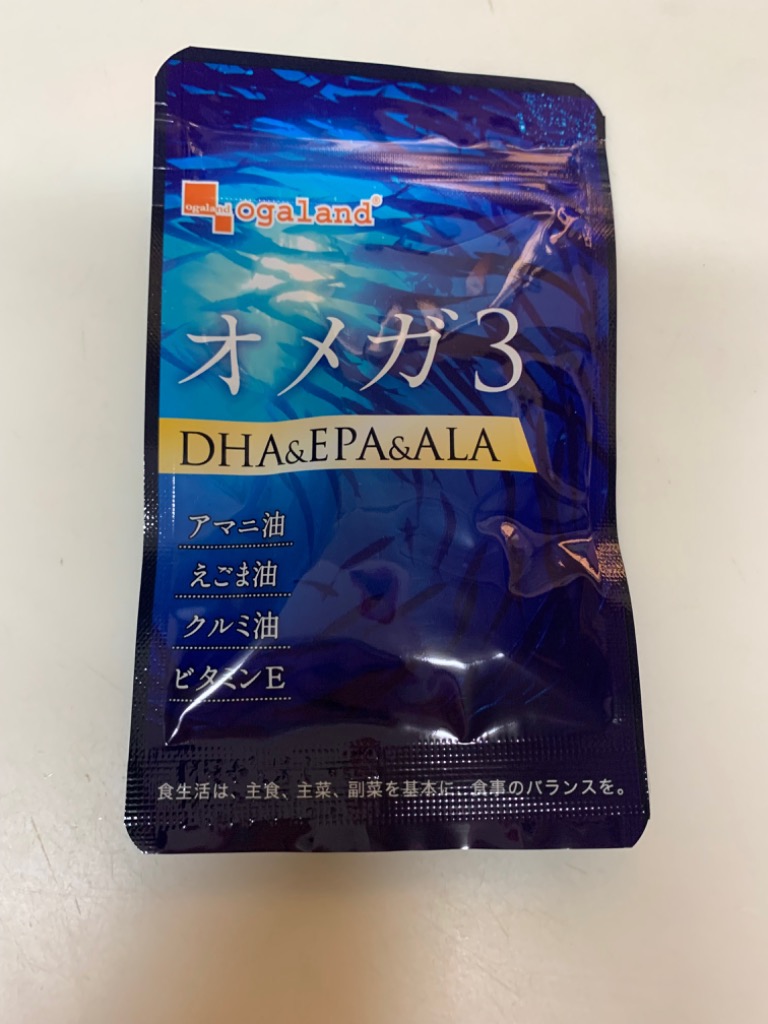 ogaland ogaland®
オメガ3
DHA&EPA&ALA
アマニ油
えごま油
クルミ油
ビタミンE
食生活は、主食、主菜、副菜を基本に、食事のバランスを。